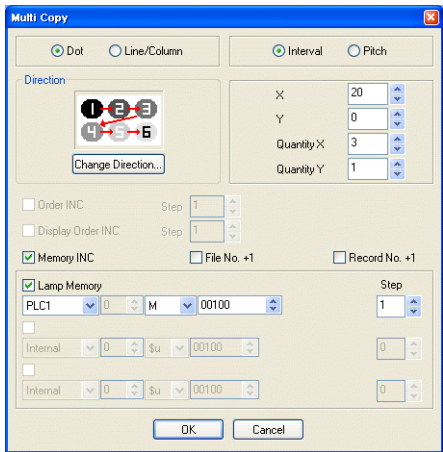 Multi Copy
Dot Line/Column Interval Pitch
Direction
1 2 3
4 5 6
Change Direction...
X 20
Y 0
Quantity X 3
Quantity Y 1
Order INC Step 1
Display Order INC Step 1
Memory INC File No. +1 Record No. +1
Lamp Memory Step
PLC1 0 M 00100 1
Internal 0 $u 00100 0
Internal 0 $u 00100 0
OK Cancel